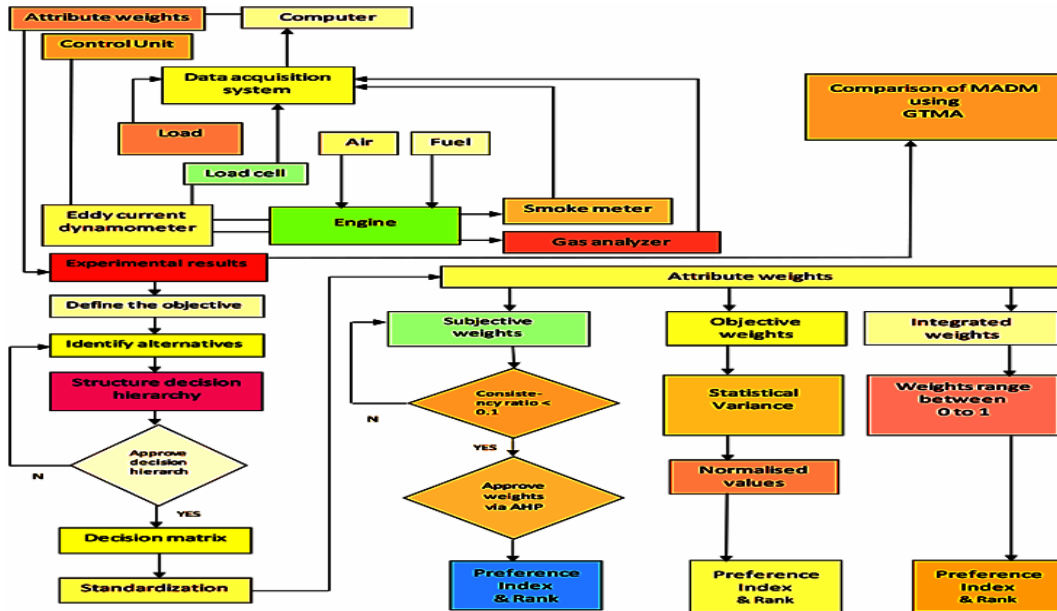 Attribute weights
Computer
Control Unit
Data acquisition
system
Comparison of MADM
using
GTMA
Load
Air
Fuel
Load cell
Eddy current
dynamometer
Engine
Smoke meter
Gas analyzer
Experimental results
Attribute weights
Define the objective
Subjective
weights
Objective
weights
Integrated
weights
Identify alternatives
Structure decision
hierarchy
Consiste-
ncy ratio <
0.1
N
Statistical
Variance
Weights range
between
0 to 1
Approve
decision
hierarch
N
YES
YES
Approve
weights
via AHP
Normalised
values
Decision matrix
Standardization
Preference
Index
& Rank
Preference
Index
& Rank
Preference
Index
& Rank